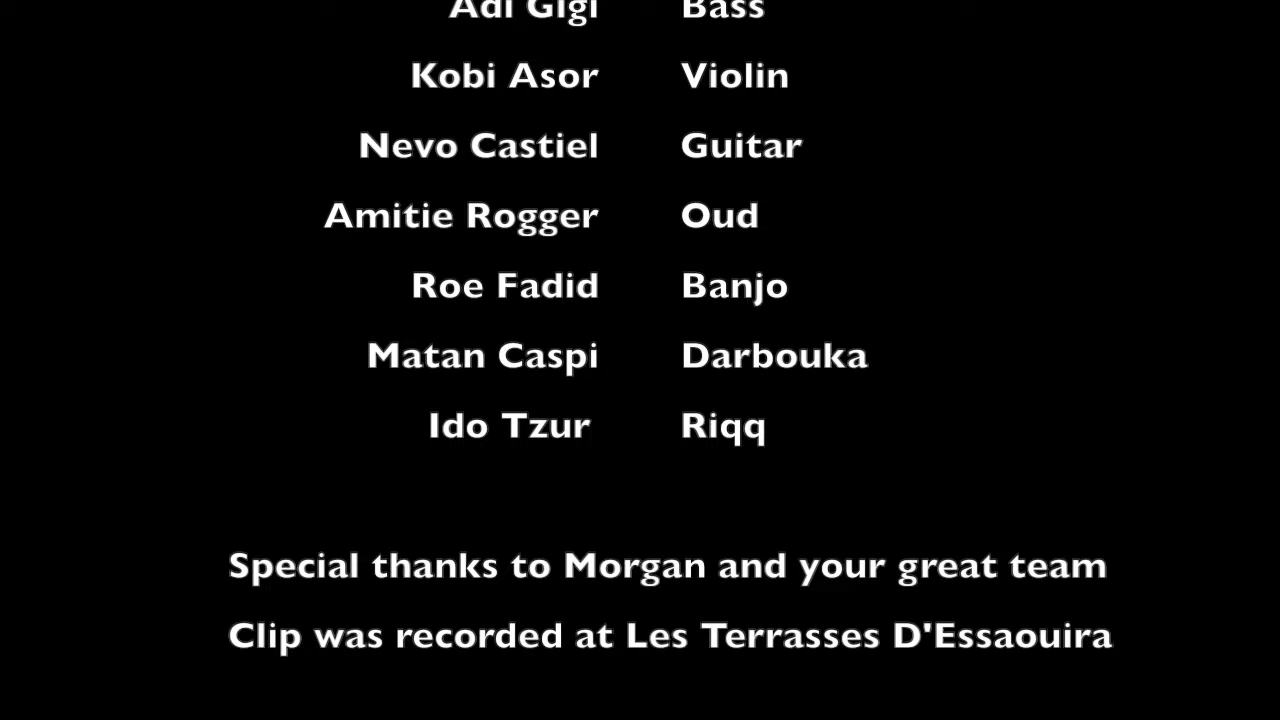 Adi Gigi Bass
Kobi Asor Violin
Nevo Castiel Guitar
Amitie Rogger Oud
Roe Fadid Banjo
Matan Caspi Darbouka
Ido Tzur Riqq
Special thanks to Morgan and your great team
Clip was recorded at Les Terrasses D'Essaouira